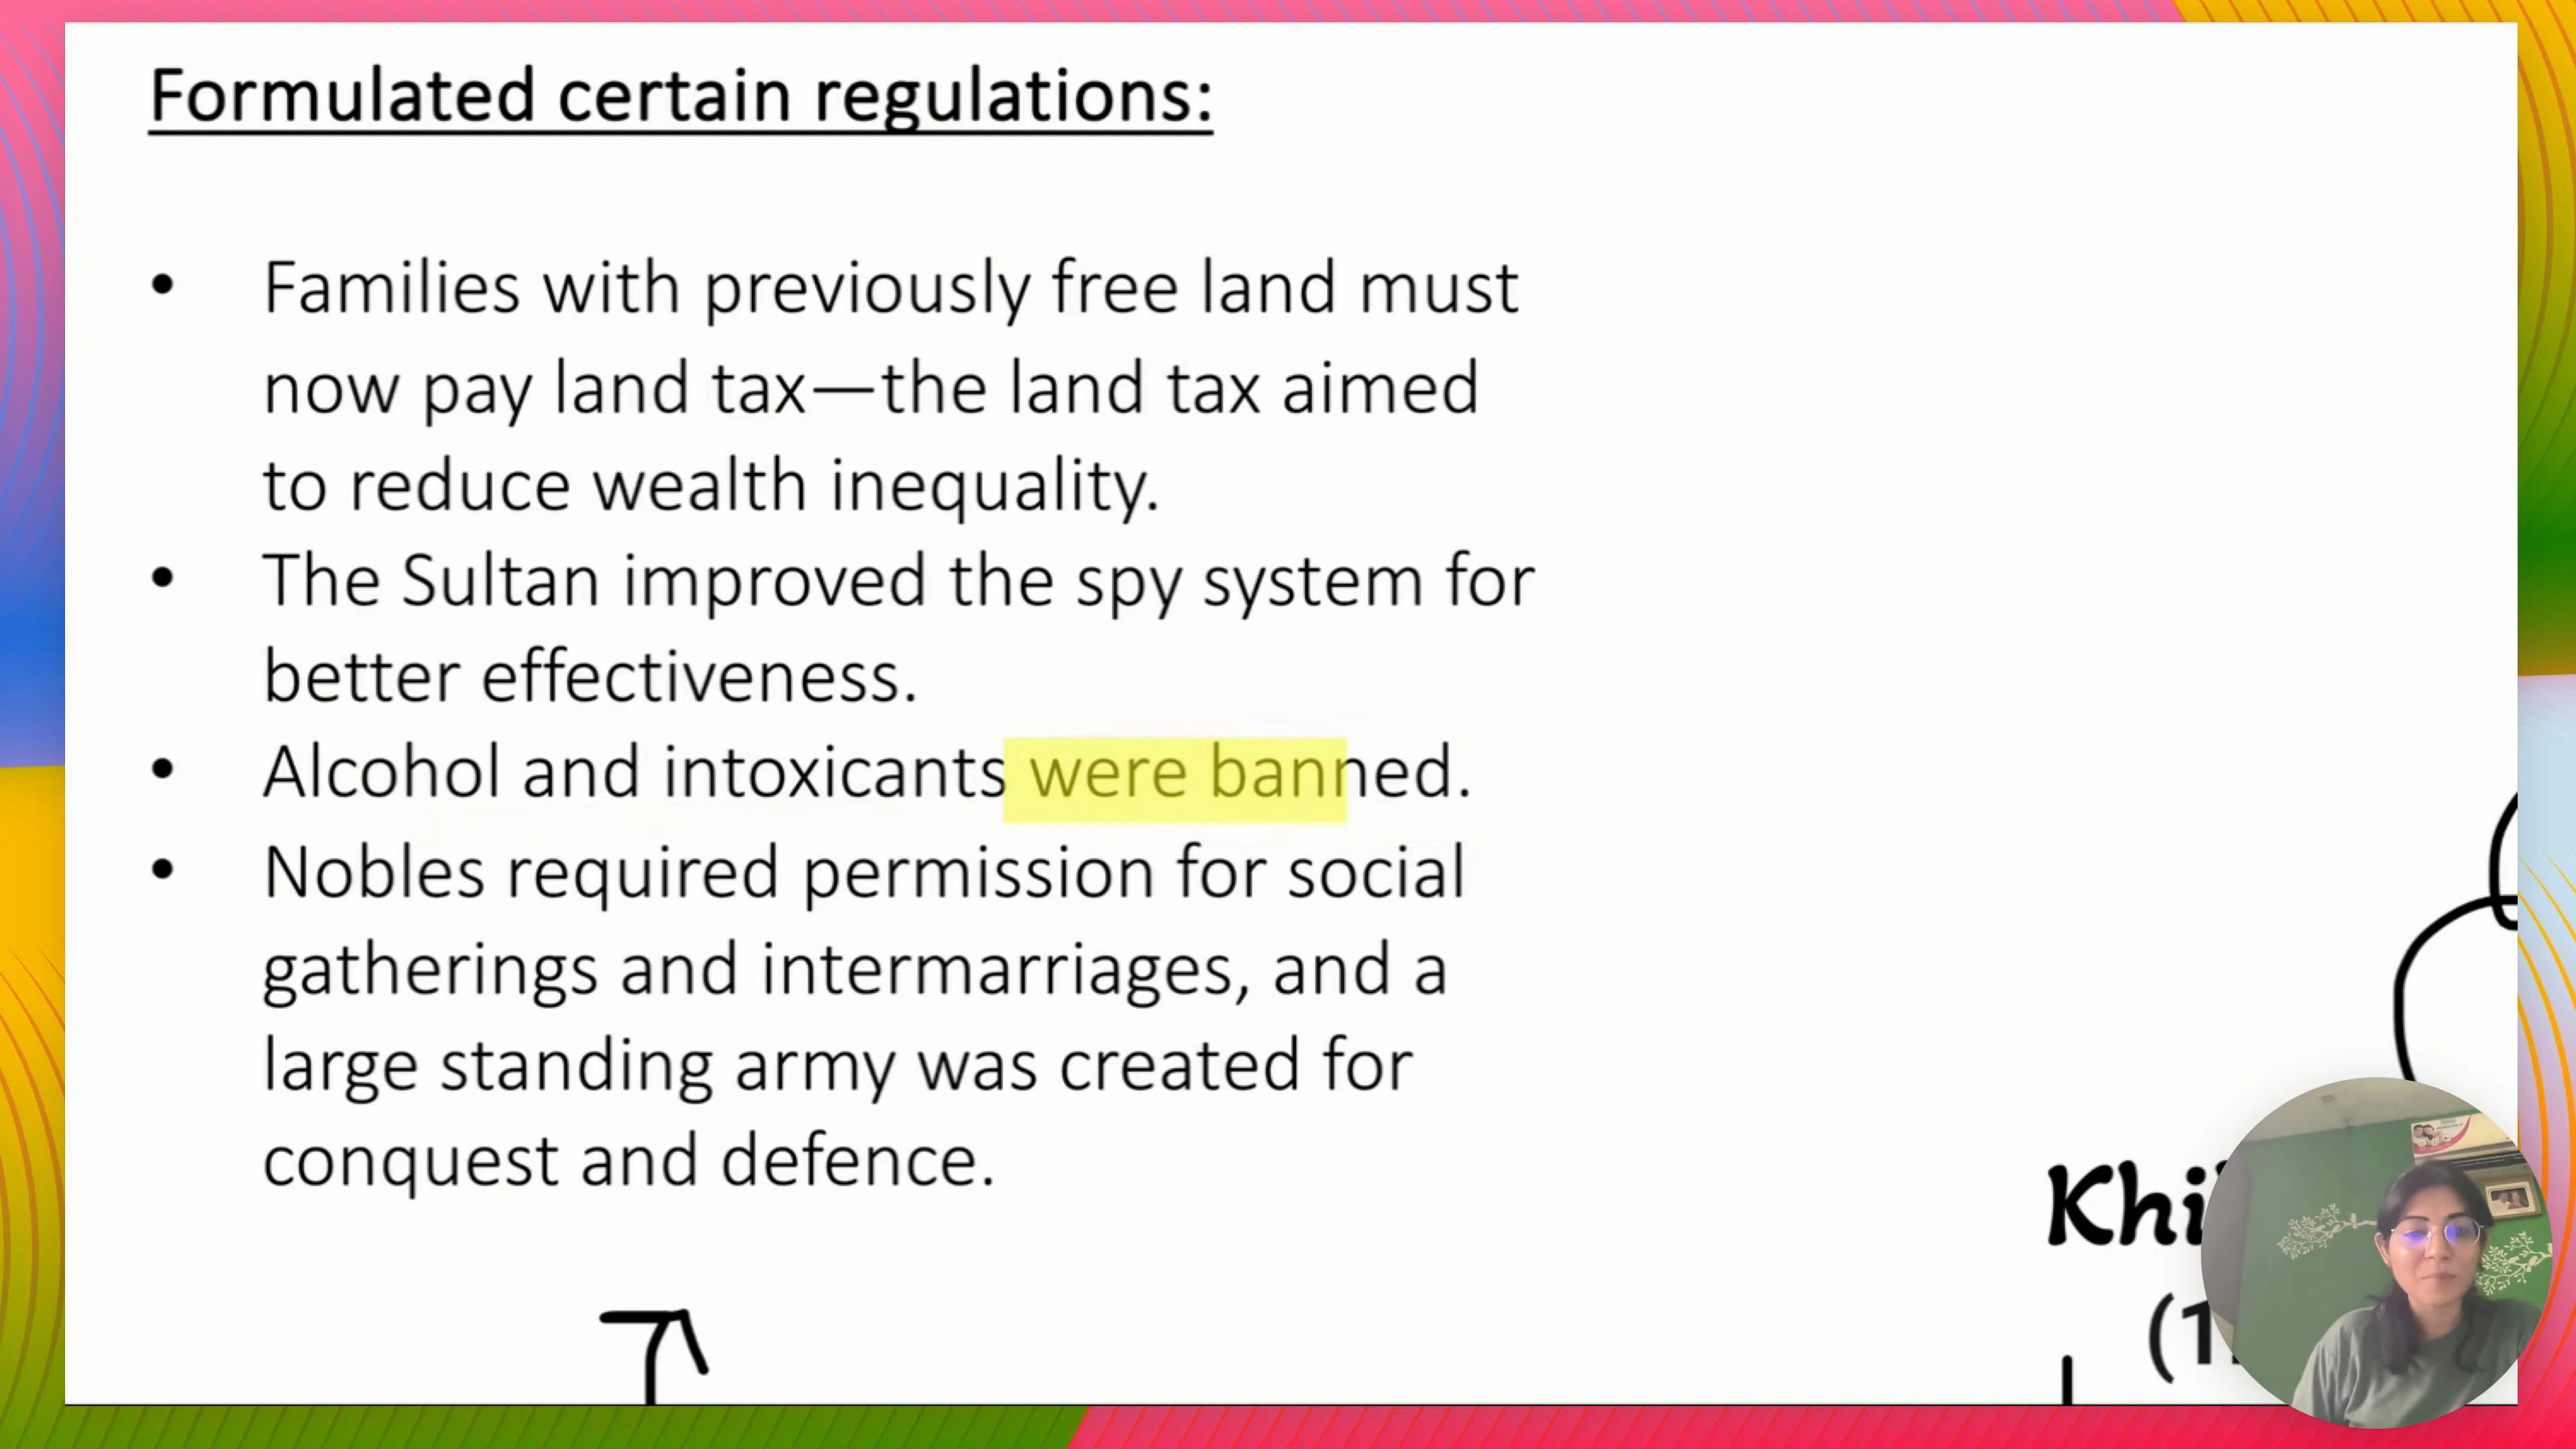 Formulated certain regulations:
• Families with previously free land must
now pay land tax—the land tax aimed
to reduce wealth inequality.
• The Sultan improved the spy system for
better effectiveness.
• Alcohol and intoxicants were banned.
• Nobles required permission for social
gatherings and intermarriages, and a
large standing army was created for
conquest and defence.